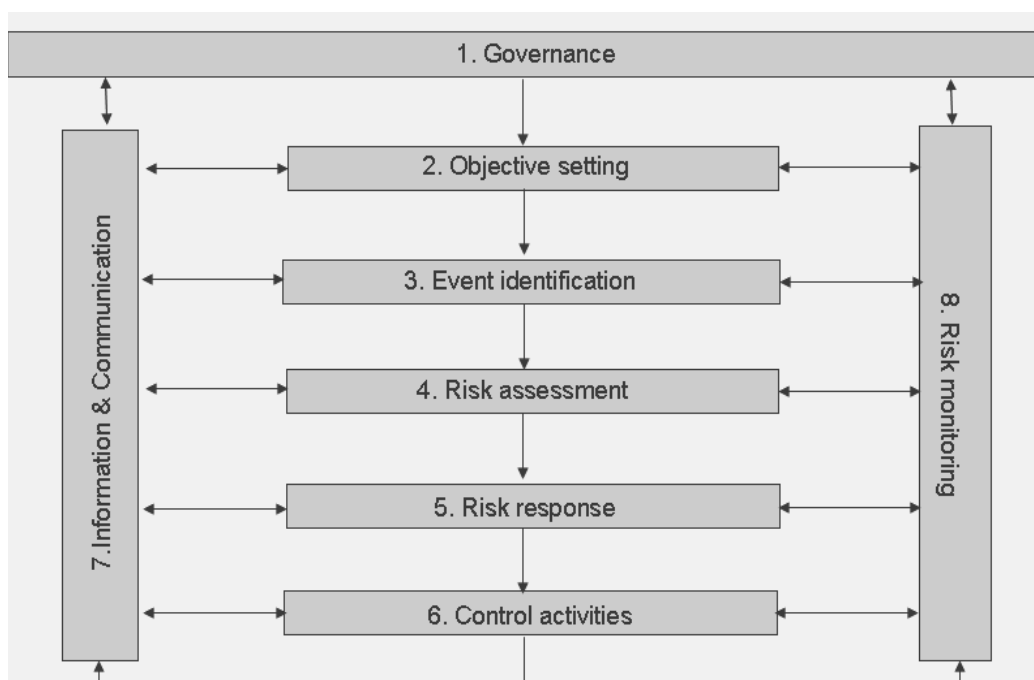 1. Governance
2. Objective setting
3. Event identification
4. Risk assessment
5. Risk response
6. Control activities
7.Information & Communication
8. Risk monitoring